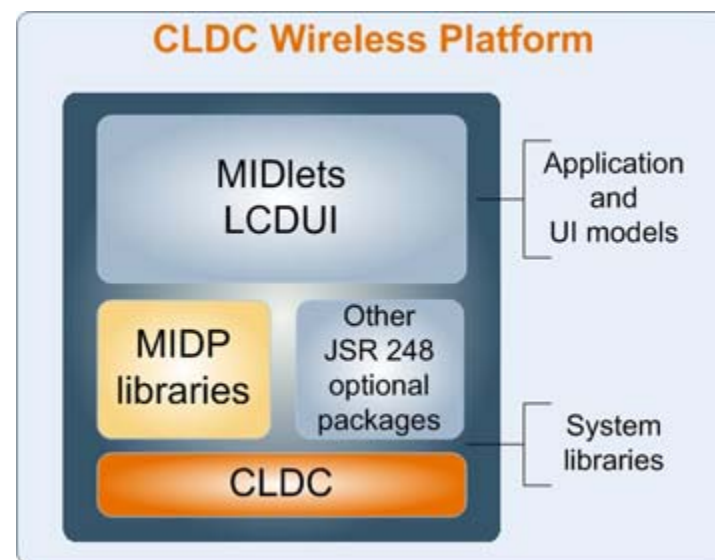 CLDC Wireless Platform
MIDlets
LCDUI
Application
and
UI models
MIDP
libraries
Other
JSR 248
optional
packages
System
libraries
CLDC